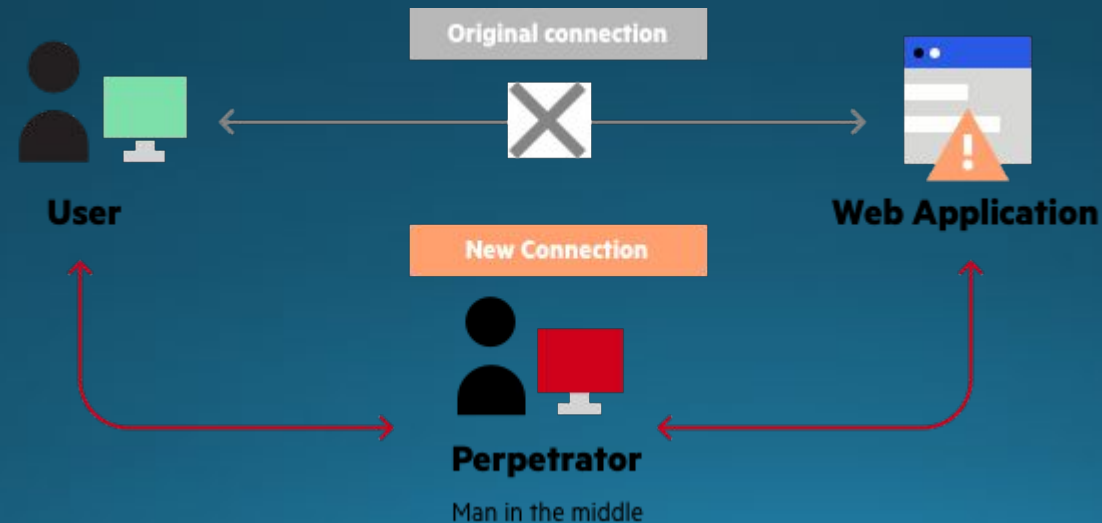 Original connection
User
Web Application
New Connection
Perpetrator
Man in the middle